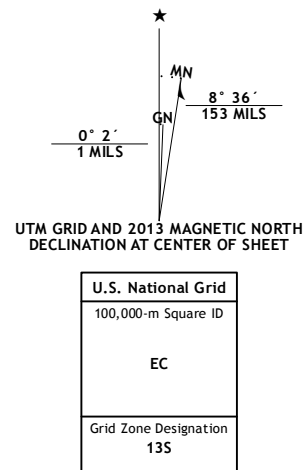 ★
MN
8° 36´
153 MILS
GN
0° 2´
1 MILS
UTM GRID AND 2013 MAGNETIC NORTH
DECLINATION AT CENTER OF SHEET
U.S. National Grid
100,000-m Square ID
EC
Grid Zone Designation
13S